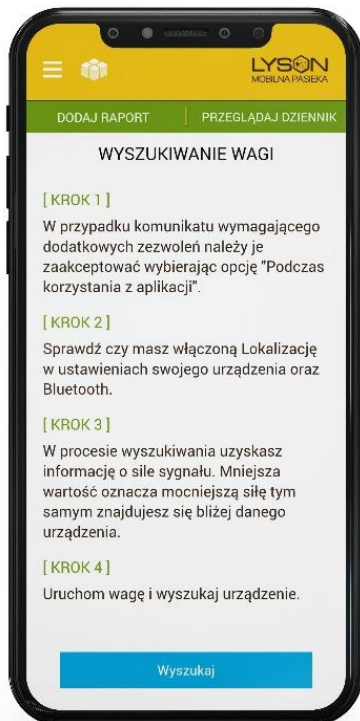 LYSON
MOBILNA PASIEKA
DODAJ RAPORT
PRZEGLĄDAJ DZIENNIK
WYSZUKIWANIE WAGI
[ KROK 1 ]
W przypadku komunikatu wymagającego
dodatkowych zezwoleń należy je
zaakceptować wybierając opcję "Podczas
korzystania z aplikacji".
[ KROK 2 ]
Sprawdź czy masz włączoną Lokalizację
w ustawieniach swojego urządzenia oraz
Bluetooth.
[ KROK 3 ]
W procesie wyszukiwania uzyskasz
informację o sile sygnału. Mniejsza
wartość oznacza mocniejszą siłę tym
samym znajdujesz się bliżej danego
urządzenia.
[ KROK 4 ]
Uruchom wagę i wyszukaj urządzenie.
Wyszukaj